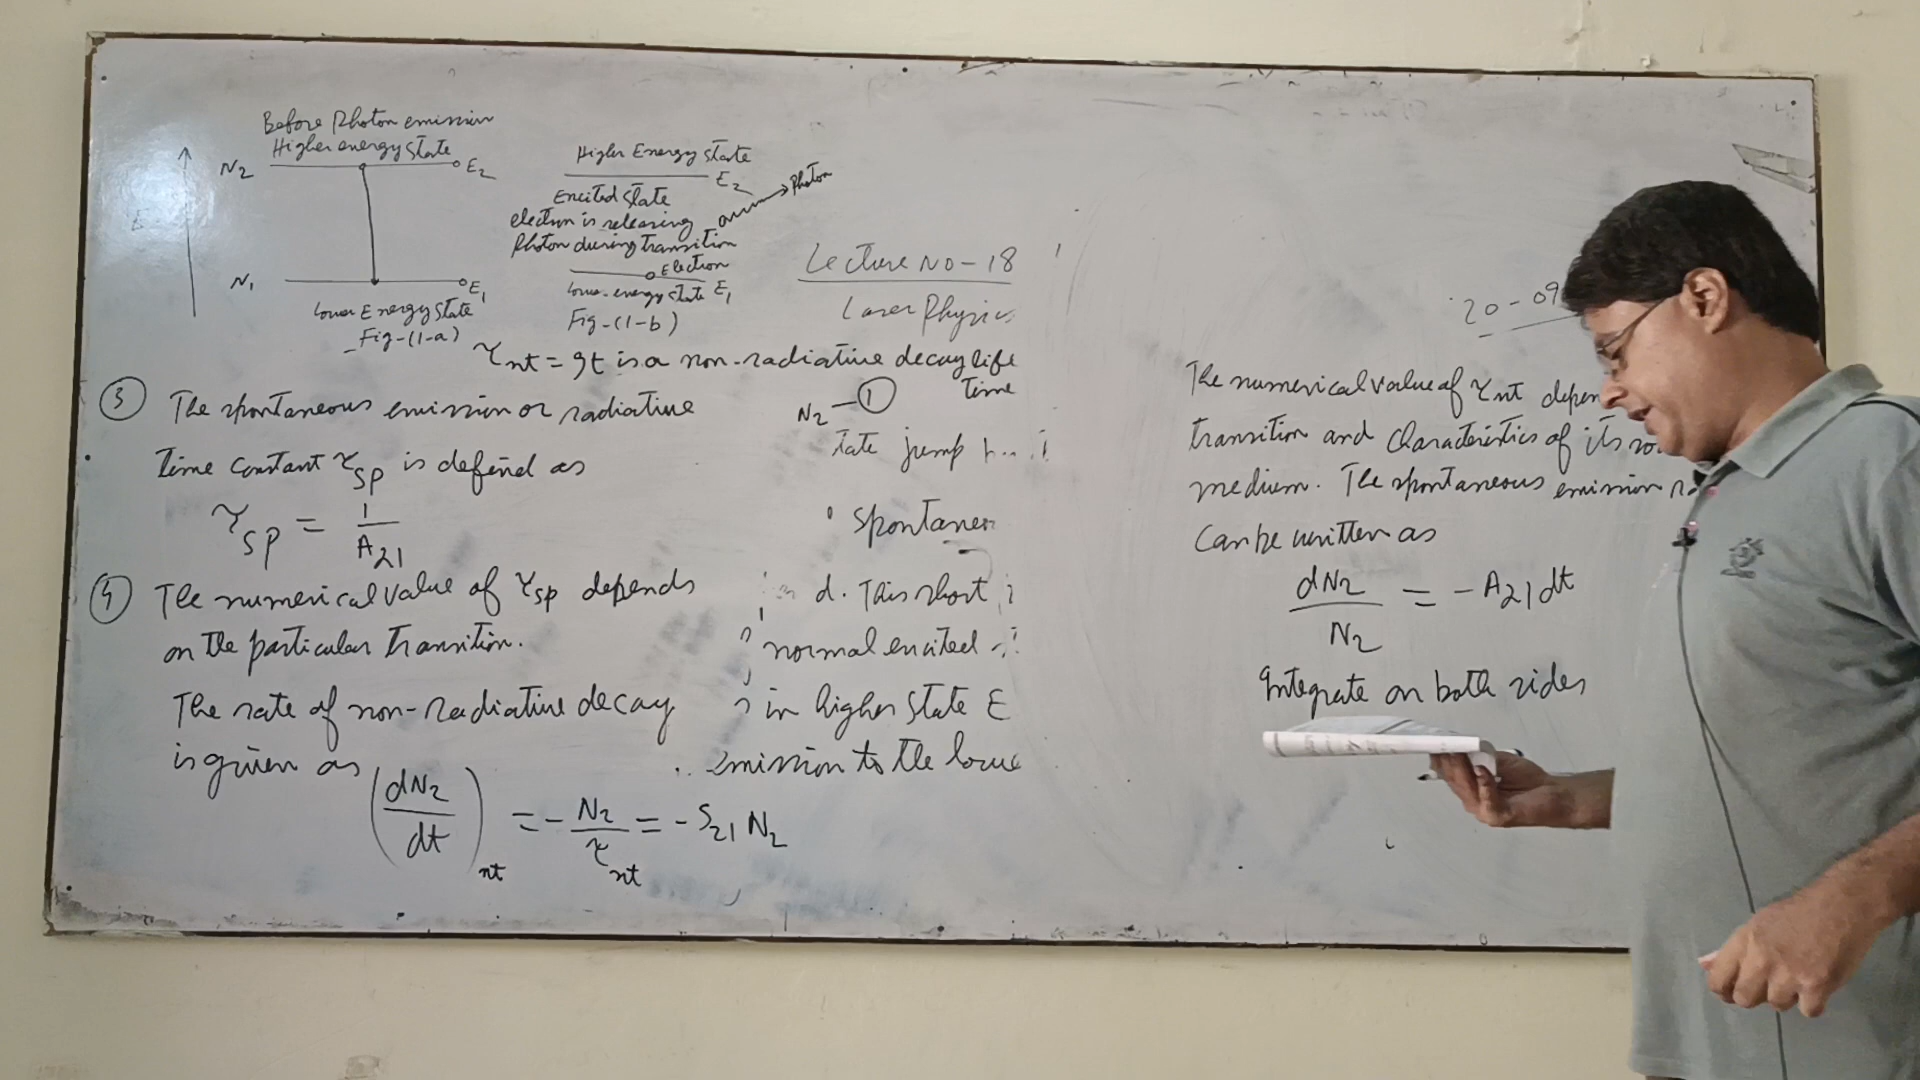 Before Photon emission
Higher energy state
N2
E2
E
N1
E1
Lower Energy State
Fig-(1-a)
Higher Energy State
E2
Excited State
electron is releasing
Photon during transition
Photon
Electron
Lower energy state E1
Fig-(1-b)
Lecture No-18
Laser Physics
20-09
τnt = It is a non-radiative decay life
time
③ The spontaneous emission or radiative
Time constant τsp is defined as
τsp = 1/A21
④ The numerical value of τsp depends
on the particular Transition.
The rate of non-radiative decay
is given as
(dN2/dt)nt = - N2/τnt = - S21 N2
N2 — ①
tate jump
spontaneo
d. This short
normal excited
in higher state E
emission to the lowe
The numerical value of τnt depen
transition and characteristics of its
medium. The spontaneous emission
can be written as
dN2/N2 = - A21 dt
Integrate on both sides